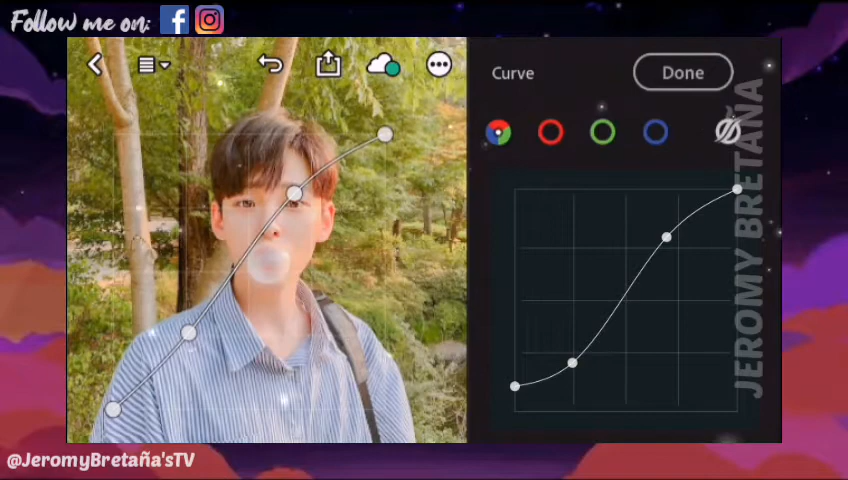 Follow me on:
Curve
Done
JEROMY BRETAÑA
@JeromyBretaña'sTV